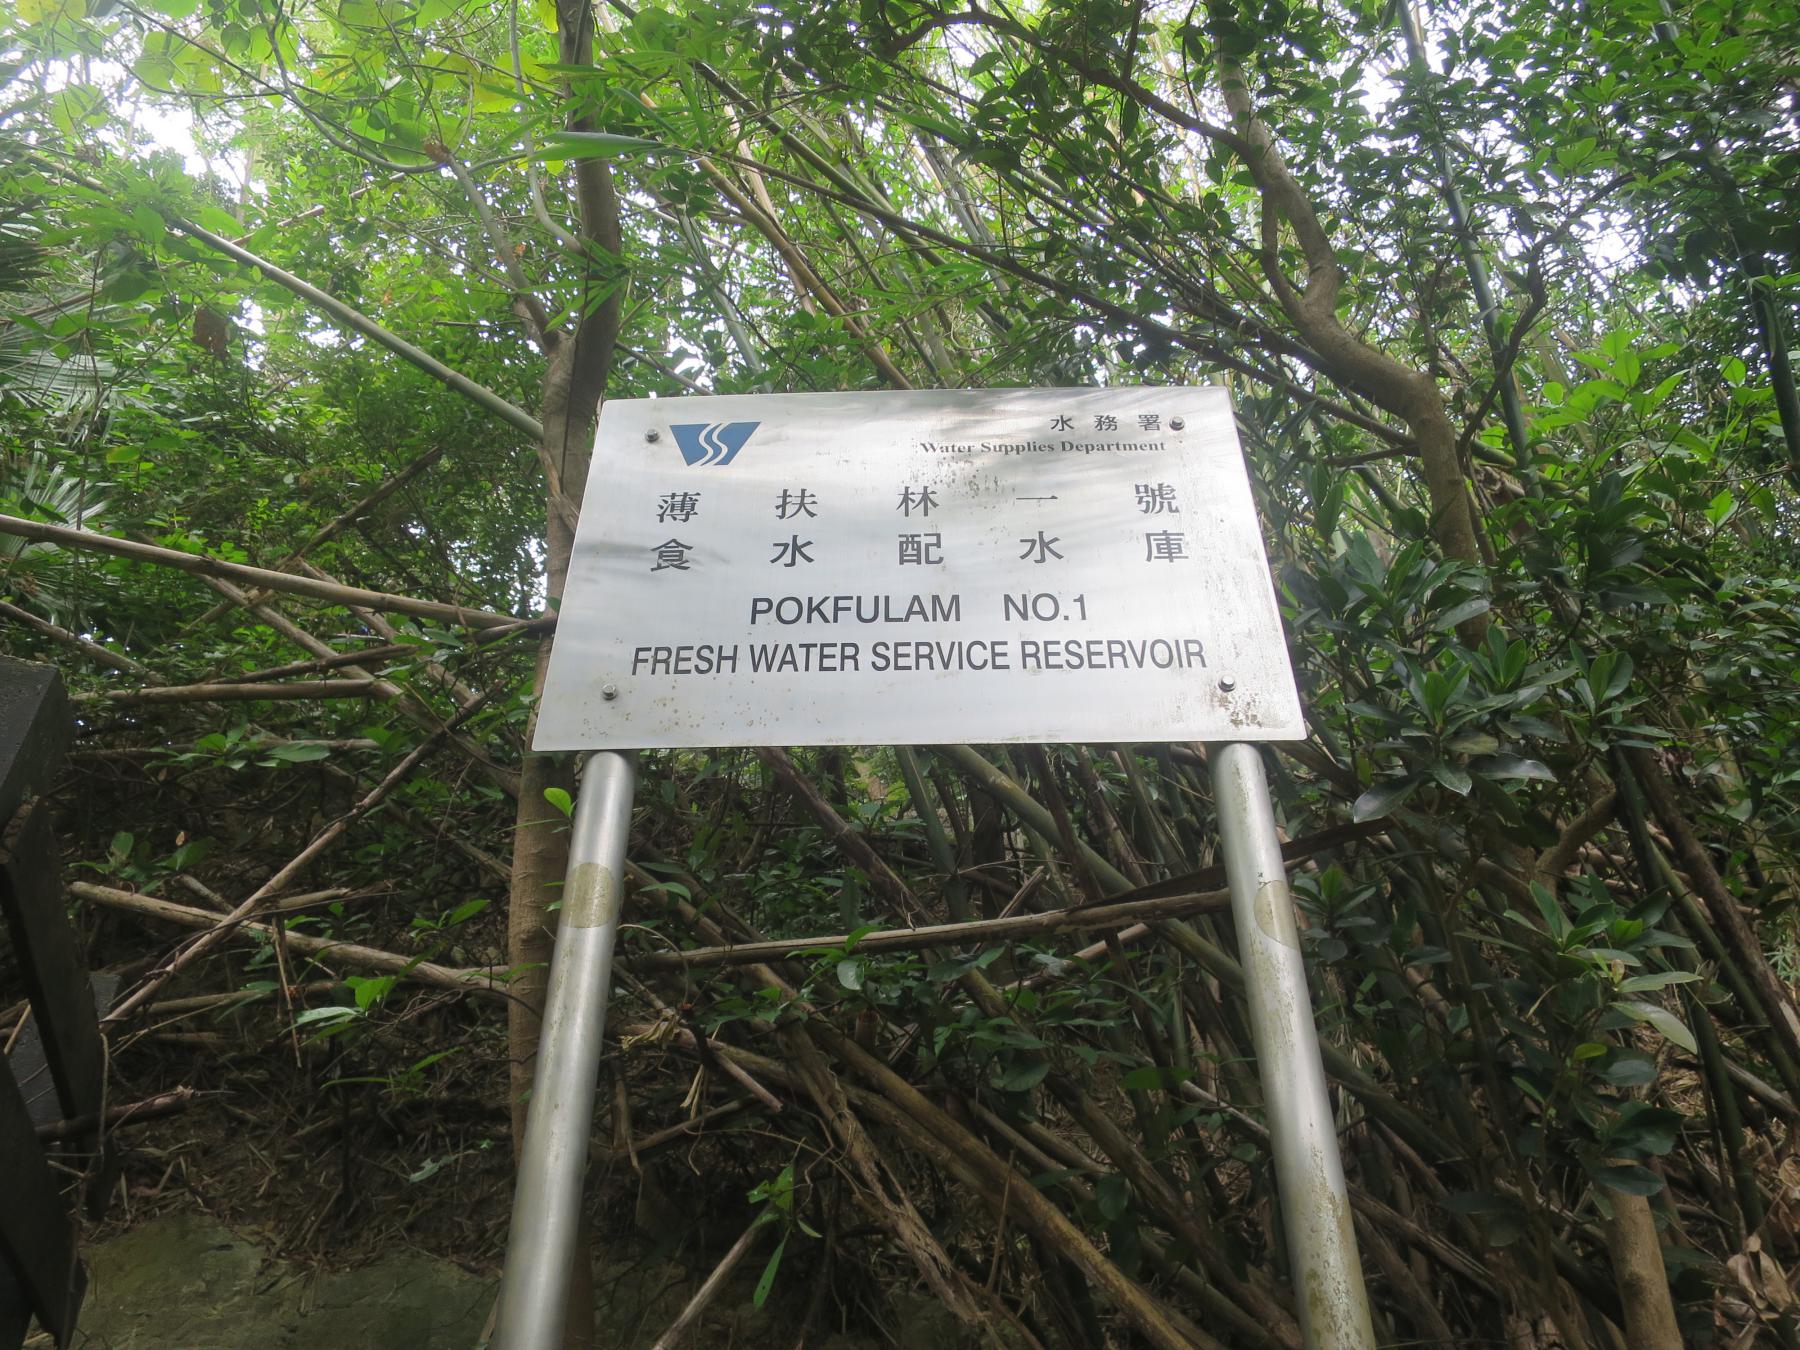 水務署
Water Supplies Department
薄扶林一號
食水配水庫
POKFULAM NO.1
FRESH WATER SERVICE RESERVOIR